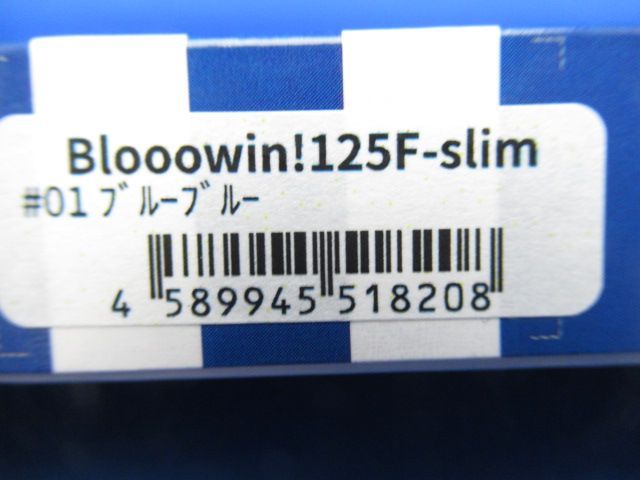 Blooowin!125F-slim
#01 ﾌﾞﾙｰﾌﾞﾙｰ
4 589945 518208